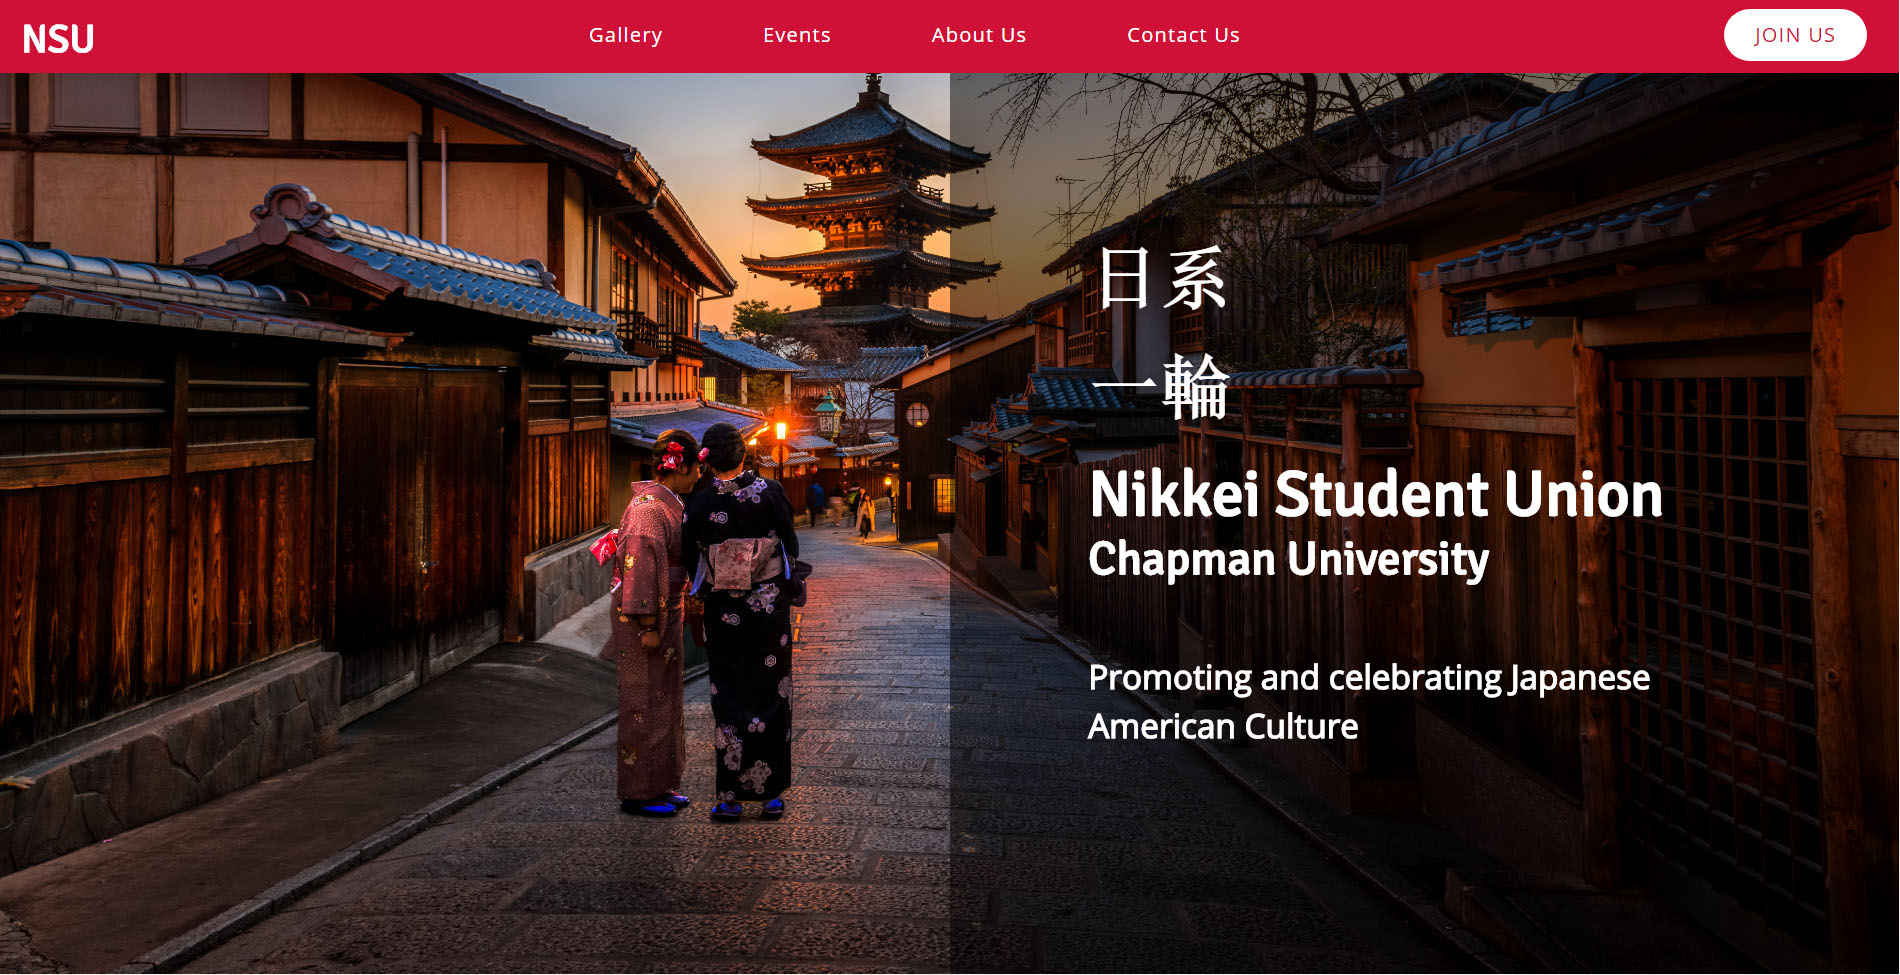 NSU
Gallery
Events
About Us
Contact Us
JOIN US
日系
一輪
Nikkei Student Union
Chapman University
Promoting and celebrating Japanese
American Culture